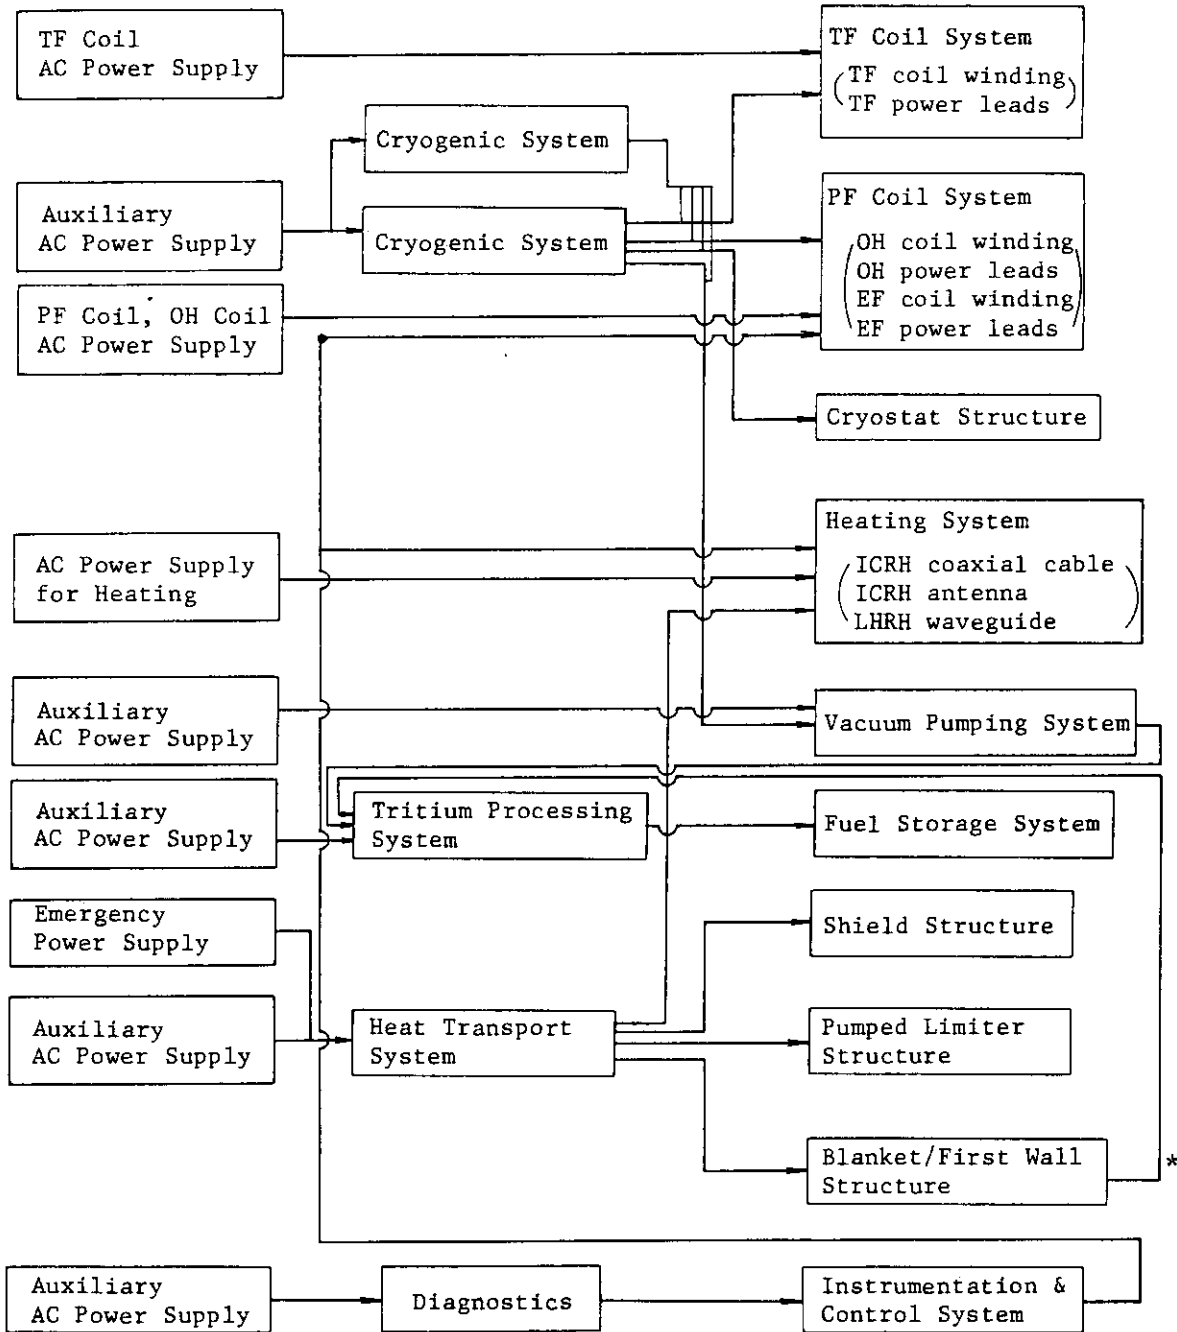 TF Coil
AC Power Supply
TF Coil System
TF coil winding
TF power leads
Cryogenic System
Auxiliary
AC Power Supply
Cryogenic System
PF Coil System
OH coil winding
OH power leads
EF coil winding
EF power leads
PF Coil, OH Coil
AC Power Supply
Cryostat Structure
AC Power Supply
for Heating
Heating System
ICRH coaxial cable
ICRH antenna
LHRH waveguide
Auxiliary
AC Power Supply
Vacuum Pumping System
Auxiliary
AC Power Supply
Tritium Processing
System
Fuel Storage System
Emergency
Power Supply
Shield Structure
Auxiliary
AC Power Supply
Heat Transport
System
Pumped Limiter
Structure
Blanket/First Wall
Structure
*
Auxiliary
AC Power Supply
Diagnostics
Instrumentation &
Control System